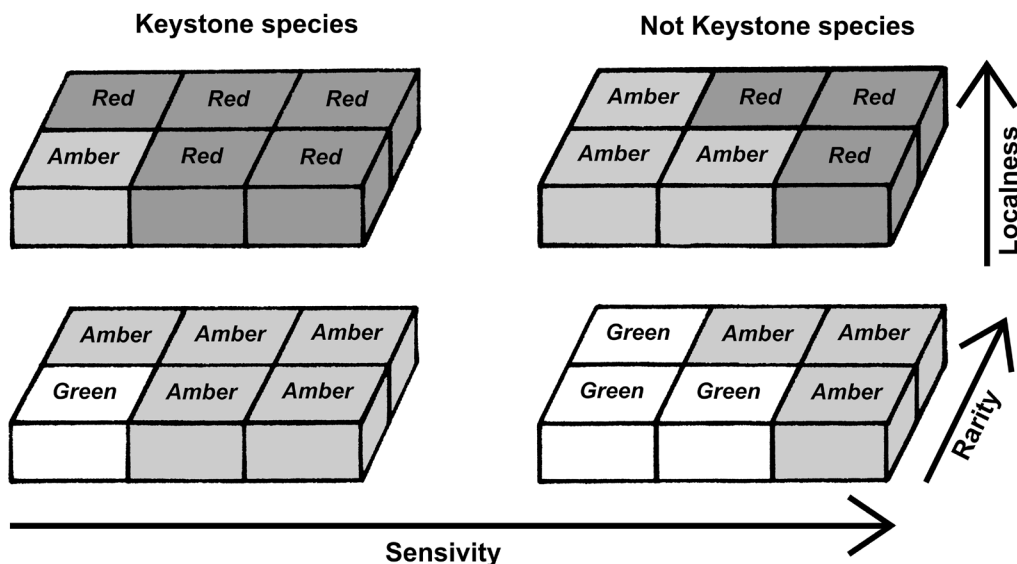 Keystone species
Not Keystone species
Red Red Red
Amber Red Red
Amber Red Red
Amber Amber Red
Localness
Amber Amber Amber
Green Amber Amber
Green Amber Amber
Green Green Amber
Rarity
Sensivity